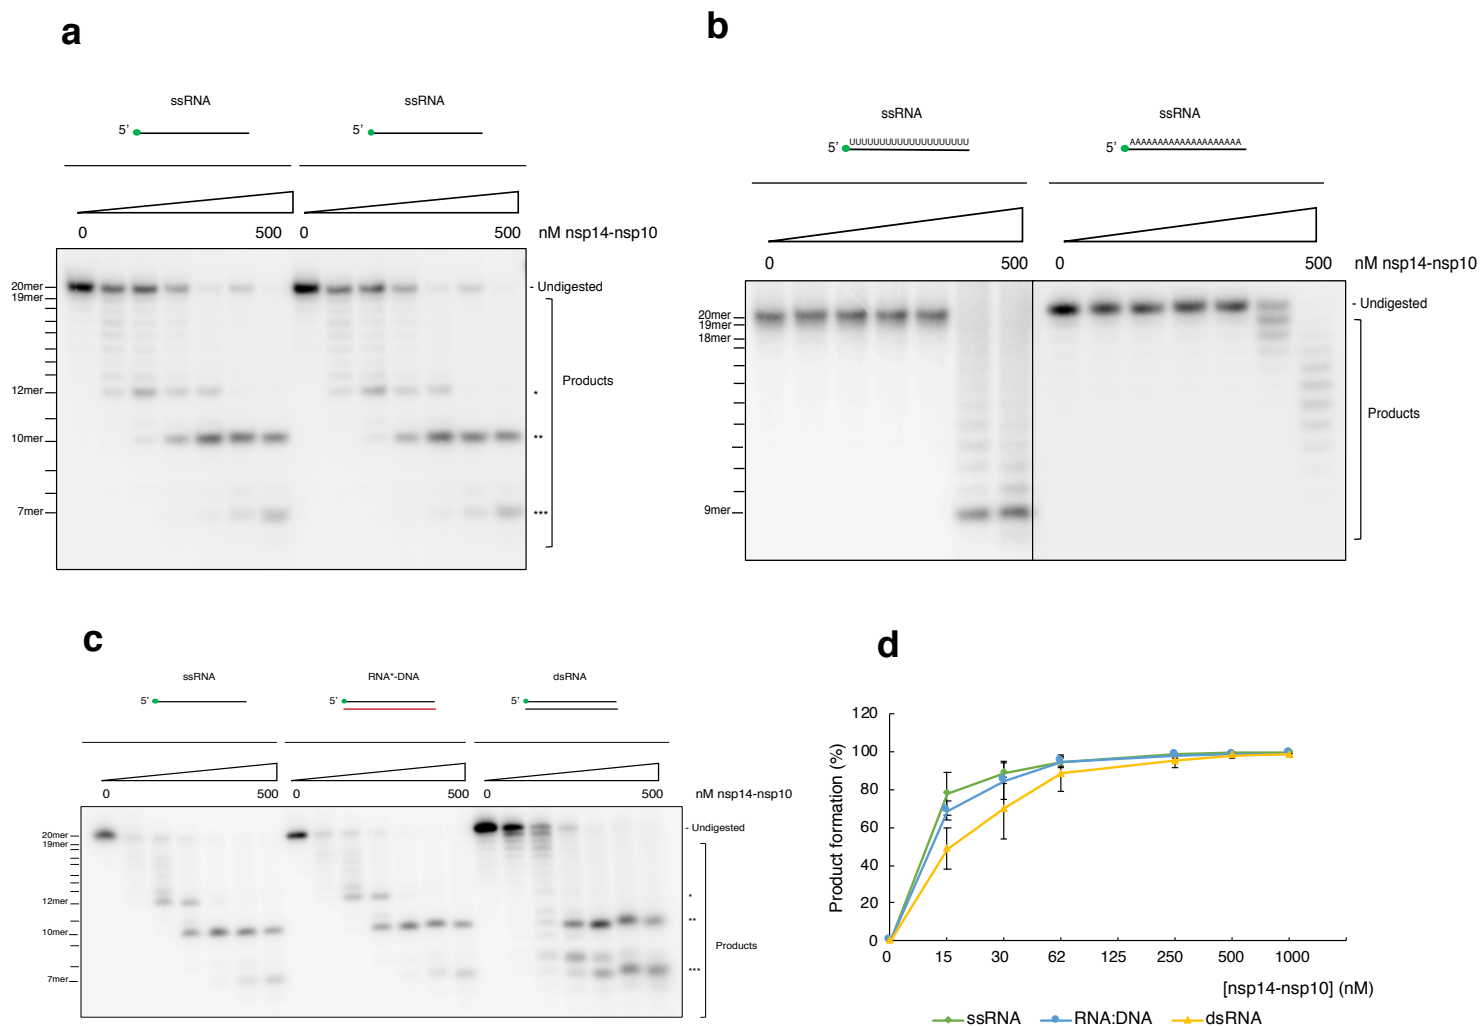 a
ssRNA ssRNA
5’ 5’
0 500 0 500 nM nsp14-nsp10
20mer
19mer
12mer
10mer
7mer
- Undigested
Products
*
**
***
b
ssRNA ssRNA
5’ UUUUUUUUUUUUUUUUUUUU 5’ AAAAAAAAAAAAAAAAAAAA
0 500 0 500 nM nsp14-nsp10
20mer
19mer
18mer
9mer
- Undigested
Products
c
ssRNA RNA*-DNA dsRNA
5’ 5’ 5’
0 500 0 500 0 500 nM nsp14-nsp10
20mer
19mer
12mer
10mer
7mer
- Undigested
*
**
***
Products
d
Product formation (%)
120
100
80
60
40
20
0
0 15 30 62 125 250 500 1000
[nsp14-nsp10] (nM)
ssRNA RNA:DNA dsRNA